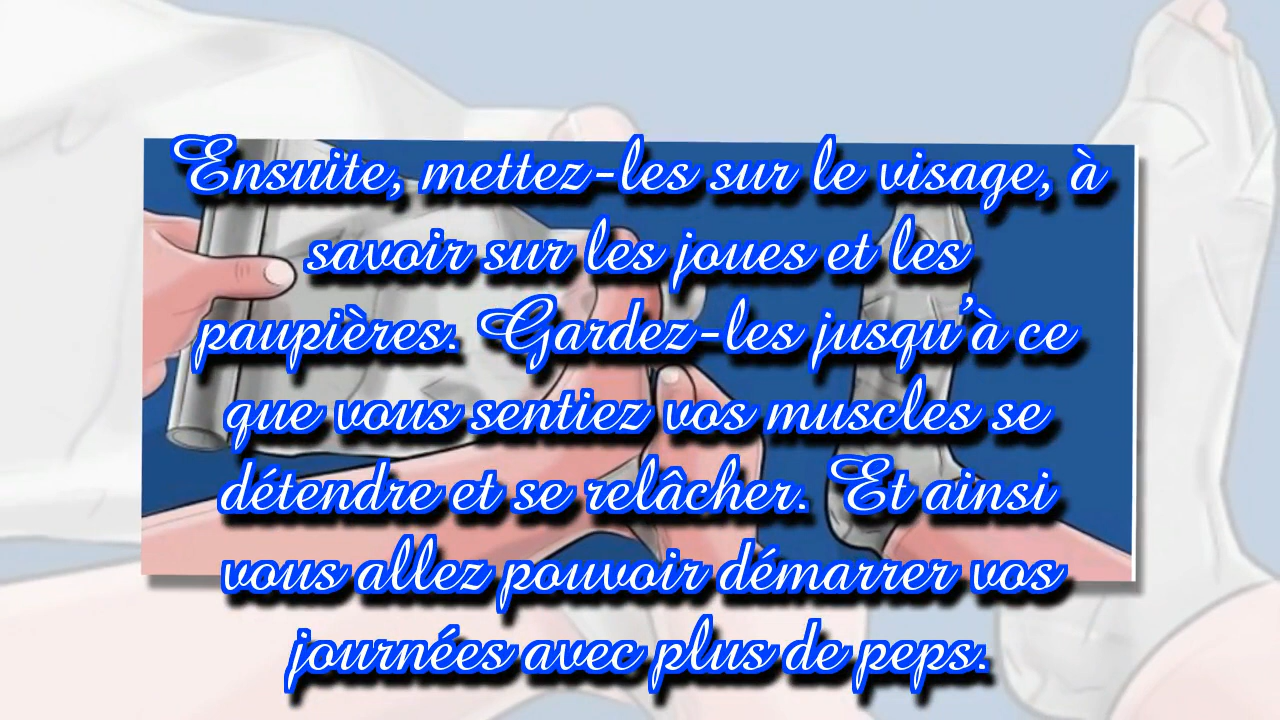 Ensuite, mettez-les sur le visage, à
savoir sur les joues et les
paupières. Gardez-les jusqu’à ce
que vous sentiez vos muscles se
détendre et se relâcher. Et ainsi
vous allez pouvoir démarrer vos
journées avec plus de peps.